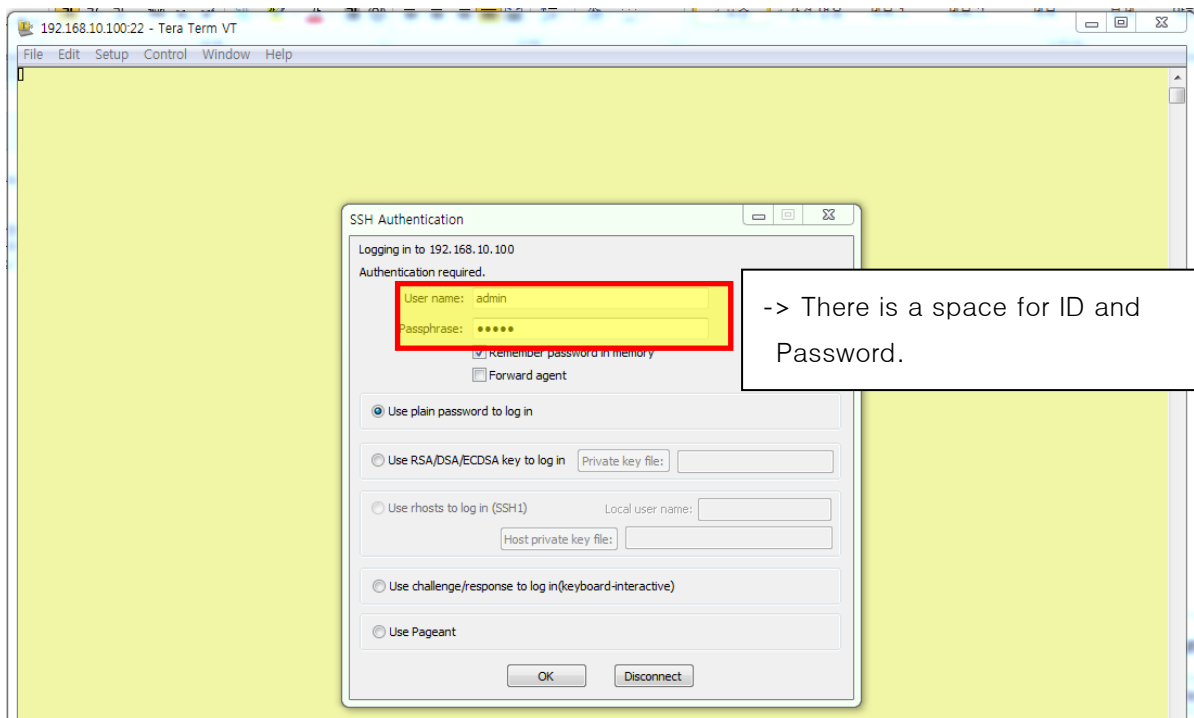 192.168.10.100:22 - Tera Term VT
File Edit Setup Control Window Help
SSH Authentication
Logging in to 192.168.10.100
Authentication required.
User name: admin
Passphrase: ●●●●●
Remember password in memory
Forward agent
-> There is a space for ID and
Password.
Use plain password to log in
Use RSA/DSA/ECDSA key to log in Private key file:
Use rhosts to log in (SSH1) Local user name:
Host private key file:
Use challenge/response to log in(keyboard-interactive)
Use Pageant
OK Disconnect